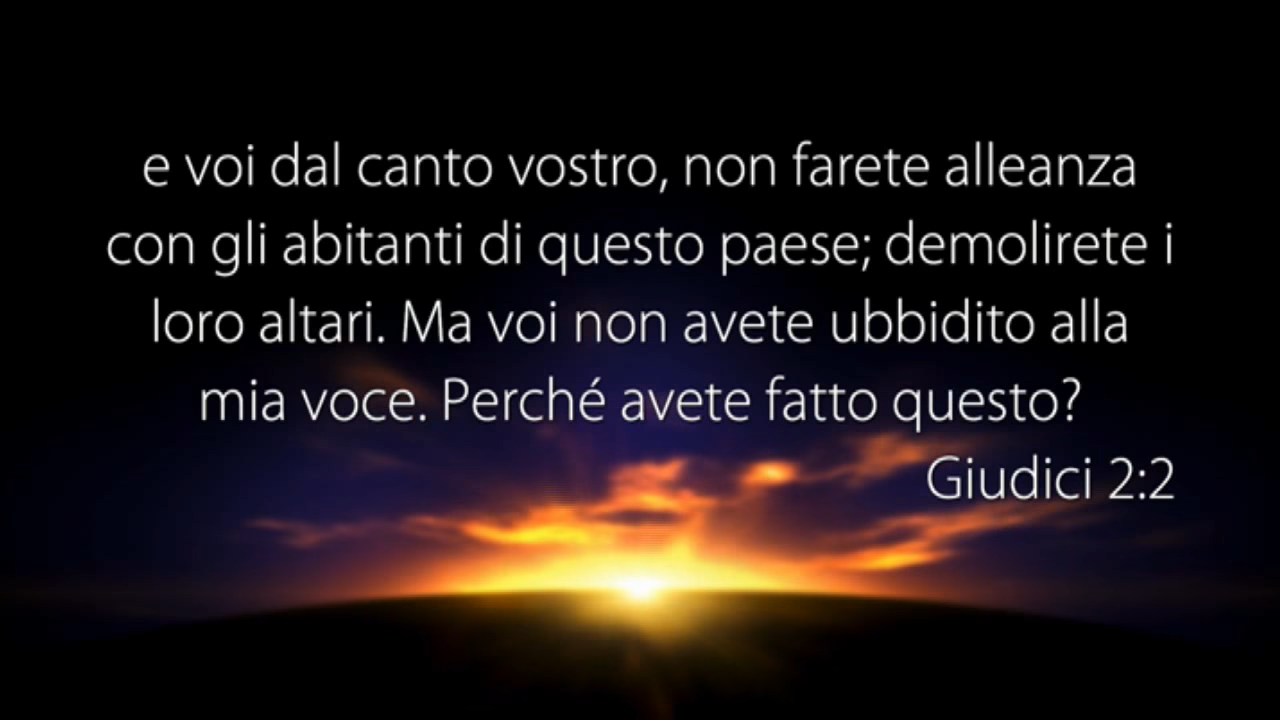 e voi dal canto vostro, non farete alleanza
con gli abitanti di questo paese; demolirete i
loro altari. Ma voi non avete ubbidito alla
mia voce. Perché avete fatto questo?
Giudici 2:2